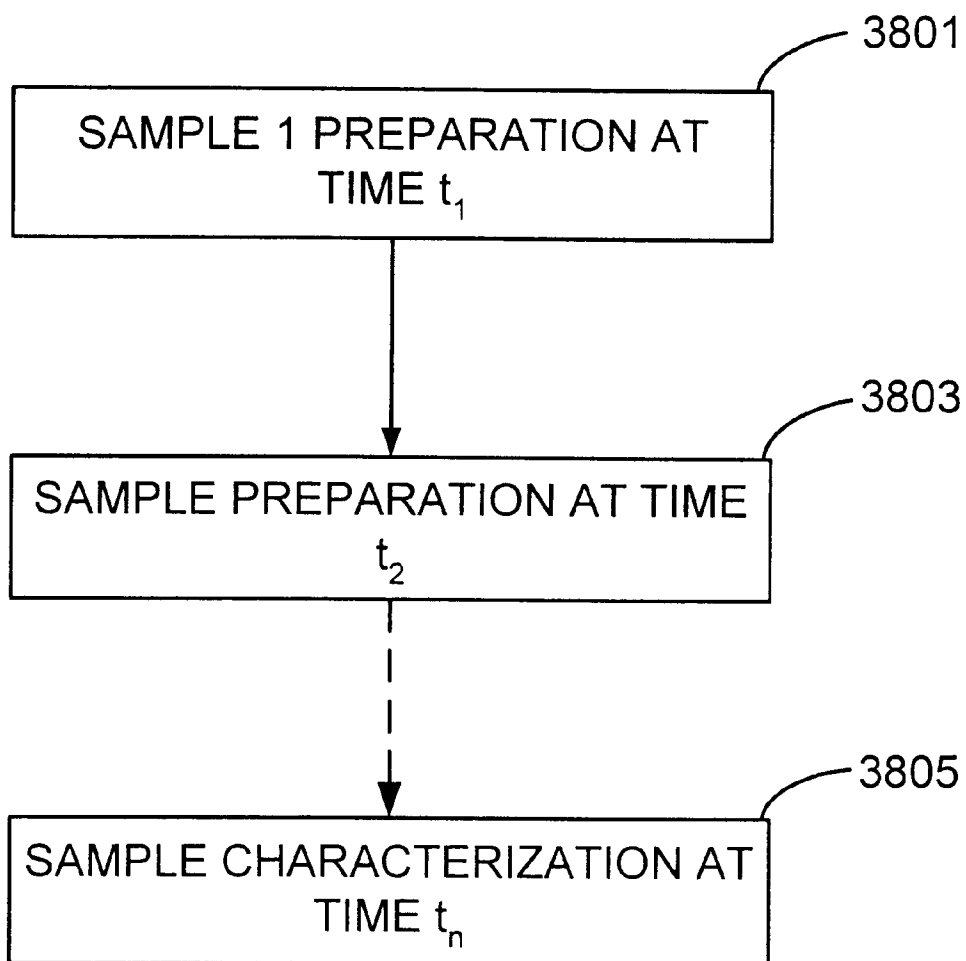 3801
SAMPLE 1 PREPARATION AT
TIME t₁
3803
SAMPLE PREPARATION AT TIME
t₂
3805
SAMPLE CHARACTERIZATION AT
TIME tₙ